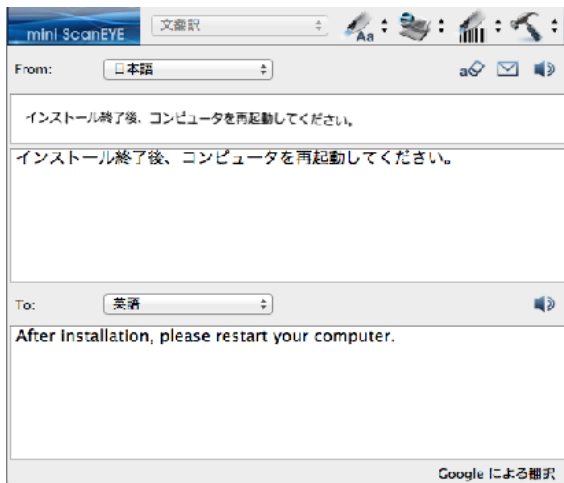 mini ScanEYE
文翻訳
Aa
From:
日本語
a
インストール終了後、コンピュータを再起動してください。
インストール終了後、コンピュータを再起動してください。
To:
英語
After installation, please restart your computer.
Google による翻訳